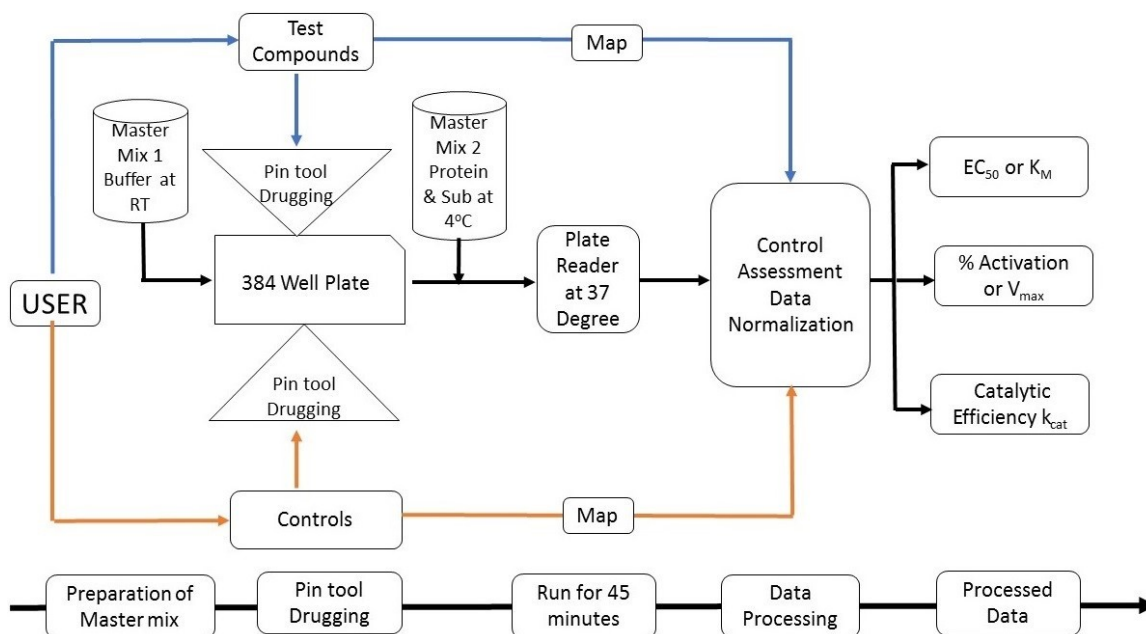 Test
Compounds
Map
Master
Mix 1
Buffer at
RT
Pin tool
Drugging
Master
Mix 2
Protein
& Sub at
4°C
384 Well Plate
Plate
Reader
at 37
Degree
Control
Assessment
Data
Normalization
EC50 or KM
% Activation
or Vmax
Catalytic
Efficiency kcat
USER
Pin tool
Drugging
Controls
Map
Preparation of
Master mix
Pin tool
Drugging
Run for 45
minutes
Data
Processing
Processed
Data